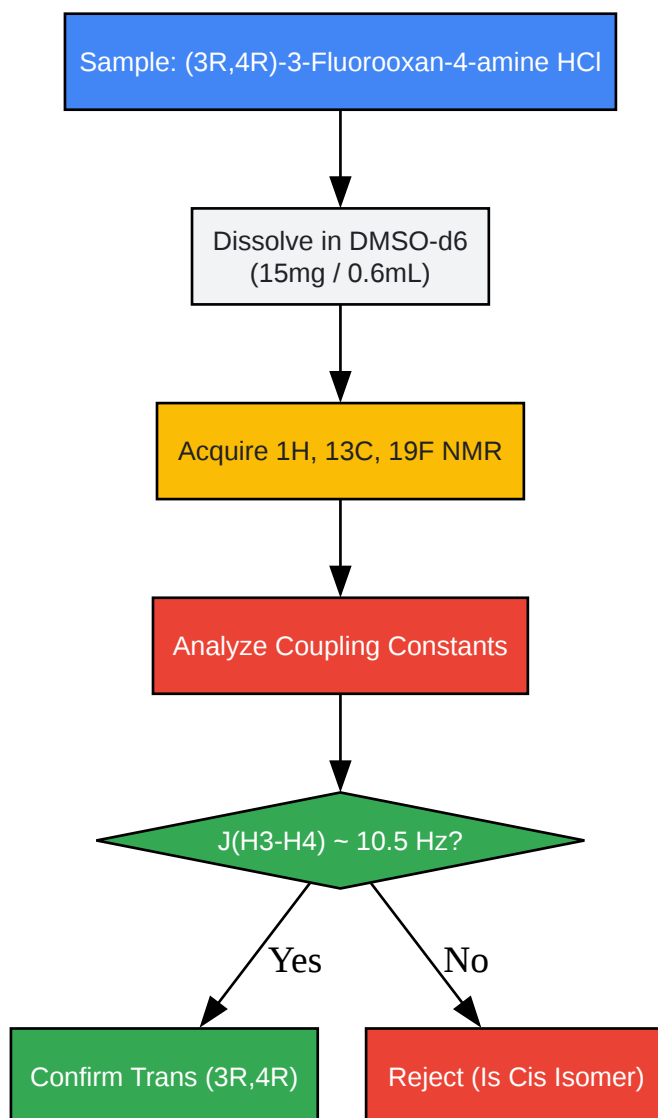 Sample: (3R,4R)-3-Fluorooxan-4-amine HCl
Dissolve in DMSO-d6
(15mg / 0.6mL)
Acquire 1H, 13C, 19F NMR
Analyze Coupling Constants
J(H3-H4) ~ 10.5 Hz?
Yes
No
Confirm Trans (3R,4R)
Reject (Is Cis Isomer)